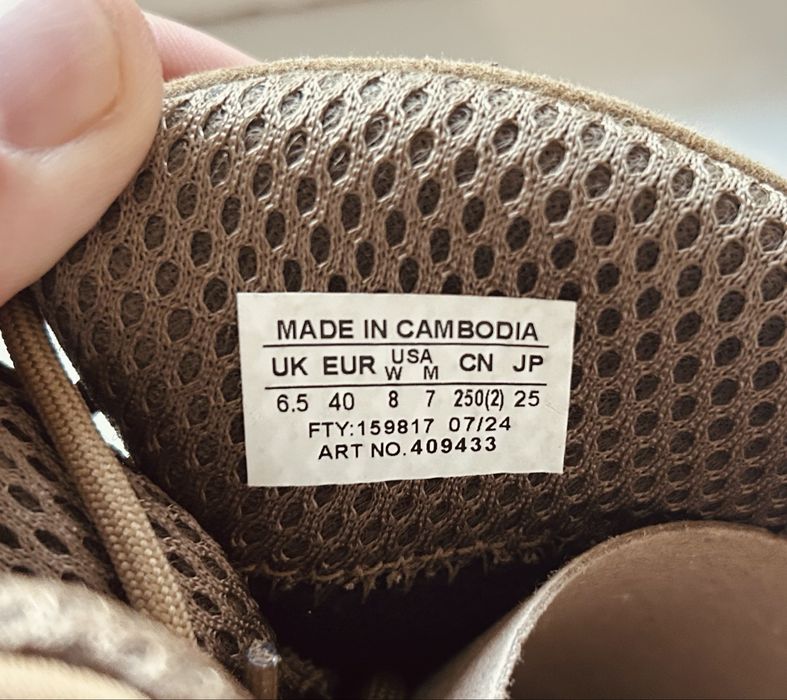 MADE IN CAMBODIA
UK EUR USA W M CN JP
6.5 40 8 7 250(2) 25
FTY:159817 07/24
ART NO.409433